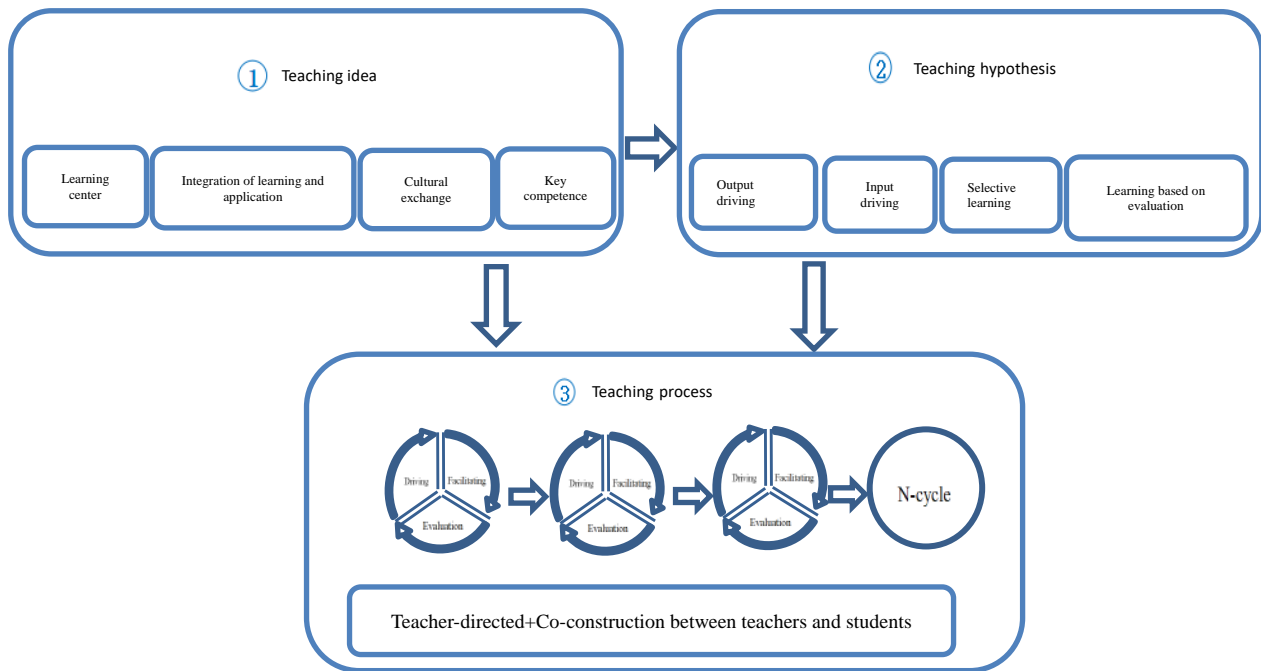 ① Teaching idea
Learning
center
Integration of learning and
application
Cultural
exchange
Key
competence
② Teaching hypothesis
Output
driving
Input
driving
Selective
learning
Learning based on
evaluation
③ Teaching process
Driving
Facilitating
Evaluation
Driving
Facilitating
Evaluation
Driving
Facilitating
Evaluation
N-cycle
Teacher-directed+Co-construction between teachers and students